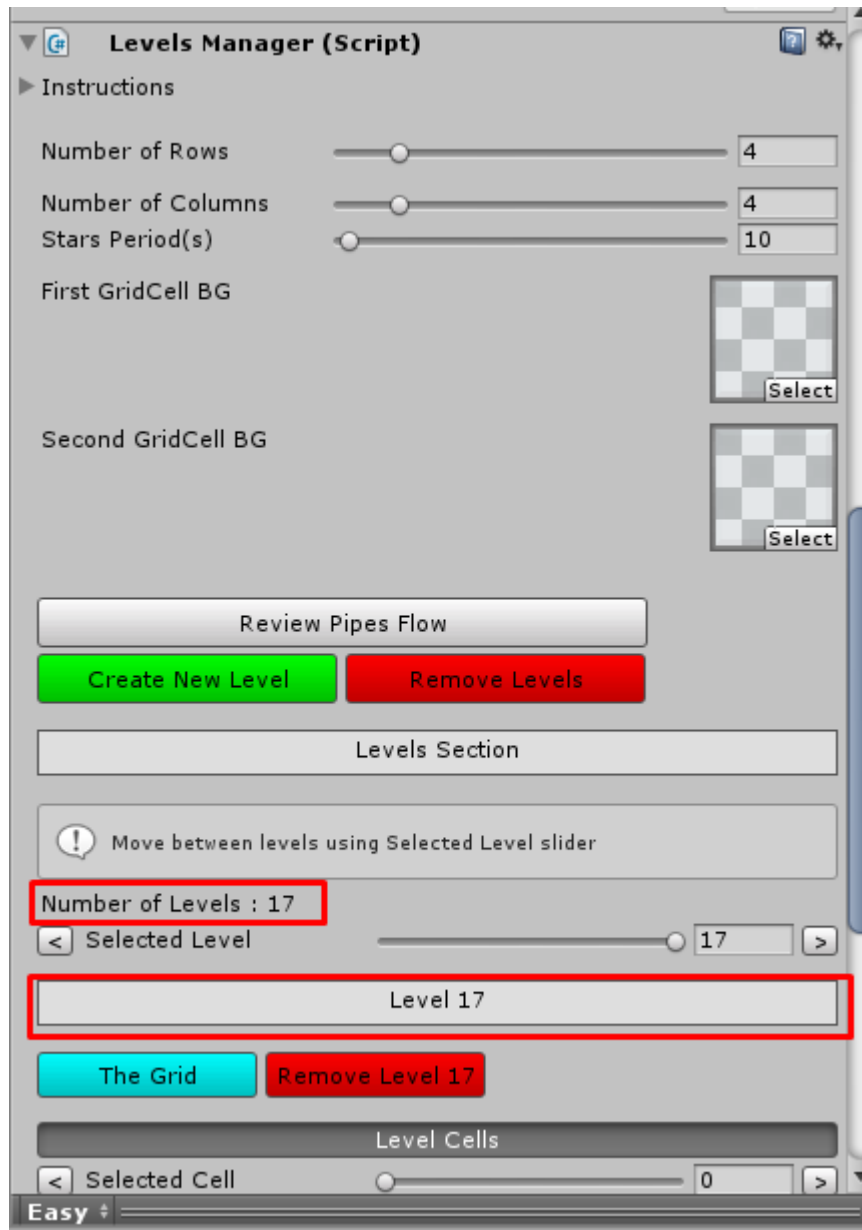 Levels Manager (Script)
Instructions
Number of Rows 4
Number of Columns 4
Stars Period(s) 10
First GridCell BG
Select
Second GridCell BG
Select
Review Pipes Flow
Create New Level Remove Levels
Levels Section
Move between levels using Selected Level slider
Number of Levels : 17
< Selected Level 17 >
Level 17
The Grid Remove Level 17
Level Cells
< Selected Cell 0 >
Easy